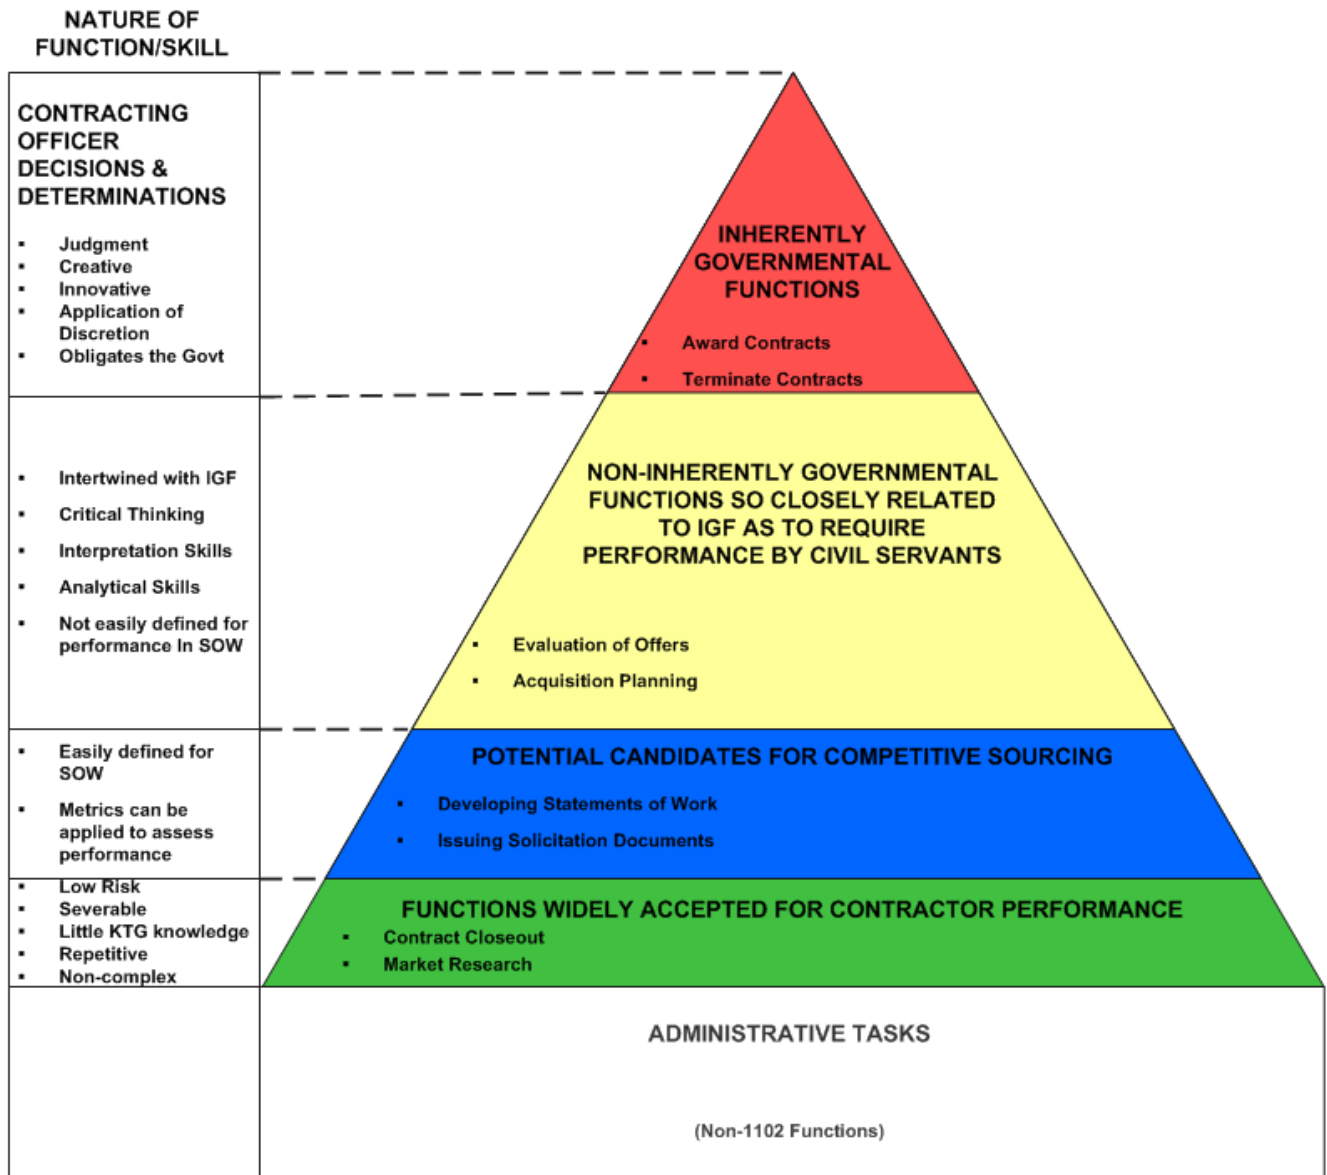 NATURE OF
FUNCTION/SKILL
CONTRACTING
OFFICER
DECISIONS &
DETERMINATIONS
▪ Judgment
▪ Creative
▪ Innovative
▪ Application of
Discretion
▪ Obligates the Govt
INHERENTLY
GOVERNMENTAL
FUNCTIONS
▪ Award Contracts
▪ Terminate Contracts
▪ Intertwined with IGF
▪ Critical Thinking
▪ Interpretation Skills
▪ Analytical Skills
▪ Not easily defined for
performance In SOW
NON-INHERENTLY GOVERNMENTAL
FUNCTIONS SO CLOSELY RELATED
TO IGF AS TO REQUIRE
PERFORMANCE BY CIVIL SERVANTS
▪ Evaluation of Offers
▪ Acquisition Planning
▪ Easily defined for
SOW
▪ Metrics can be
applied to assess
performance
POTENTIAL CANDIDATES FOR COMPETITIVE SOURCING
▪ Developing Statements of Work
▪ Issuing Solicitation Documents
▪ Low Risk
▪ Severable
▪ Little KTG knowledge
▪ Repetitive
▪ Non-complex
FUNCTIONS WIDELY ACCEPTED FOR CONTRACTOR PERFORMANCE
▪ Contract Closeout
▪ Market Research
ADMINISTRATIVE TASKS
(Non-1102 Functions)